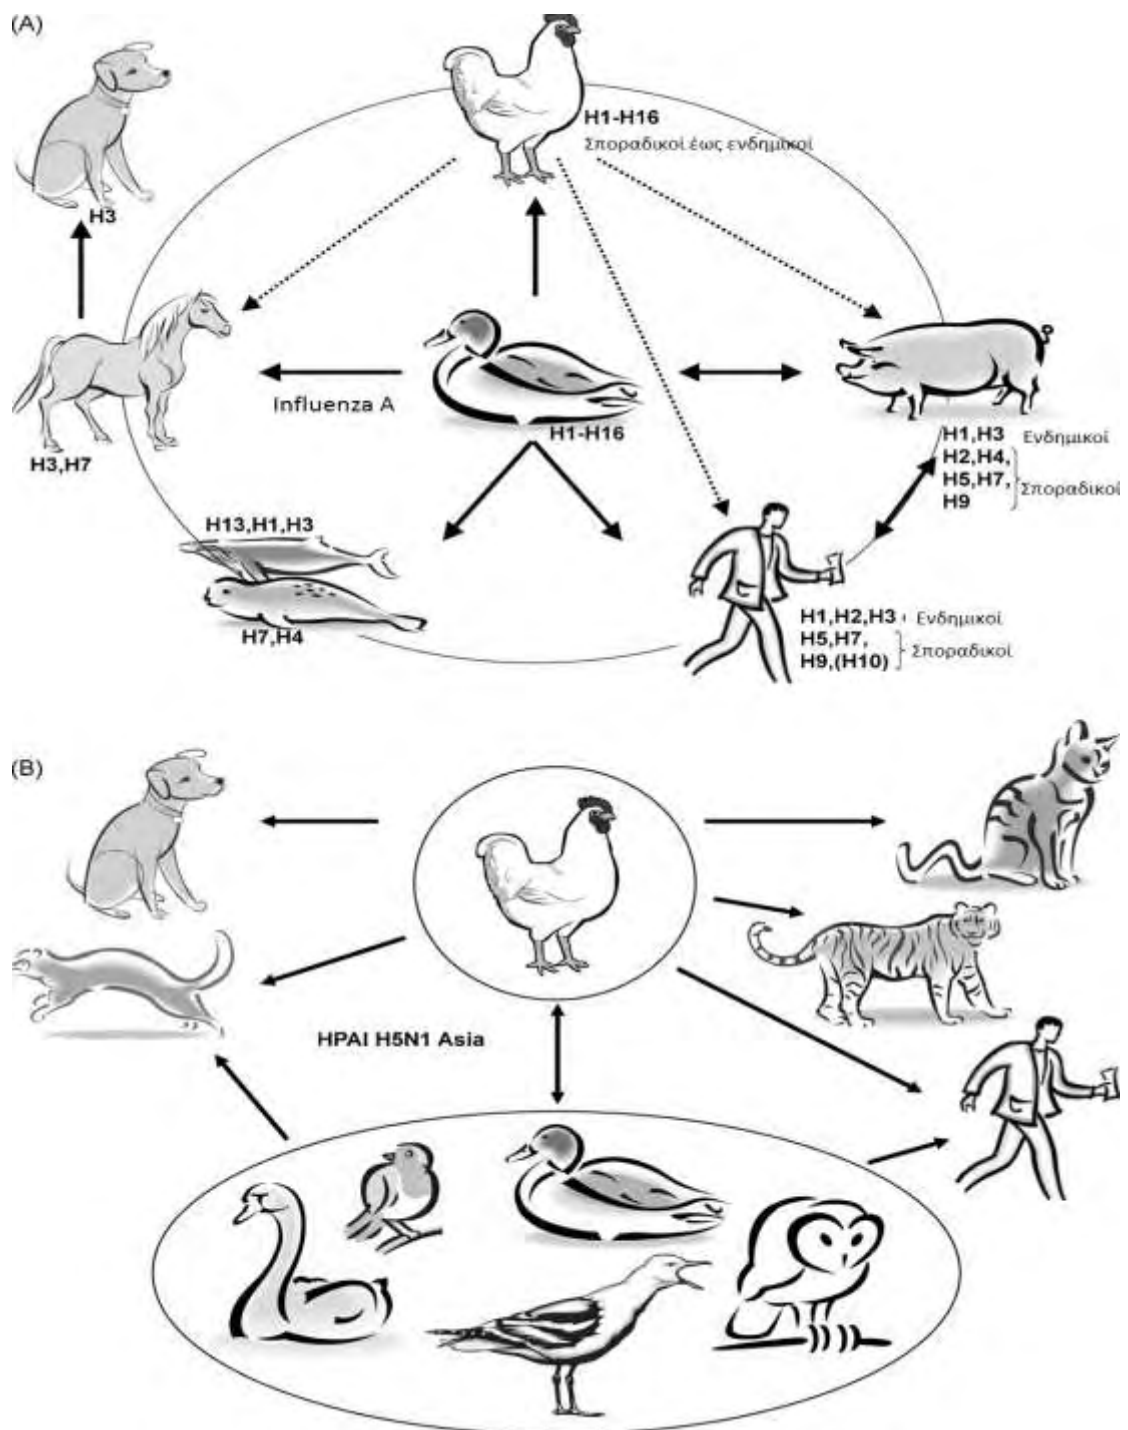 (A)
H1-H16
Σποραδικοί έως ενδημικοί
H3
Influenza A
H1-H16
H3,H7
H1,H3 Ενδημικοί
H2,H4,
H5,H7, Σποραδικοί
H9
H13,H1,H3
H7,H4
H1,H2,H3 Ενδημικοί
H5,H7,
H9,(H10) Σποραδικοί
(B)
HPAI H5N1 Asia